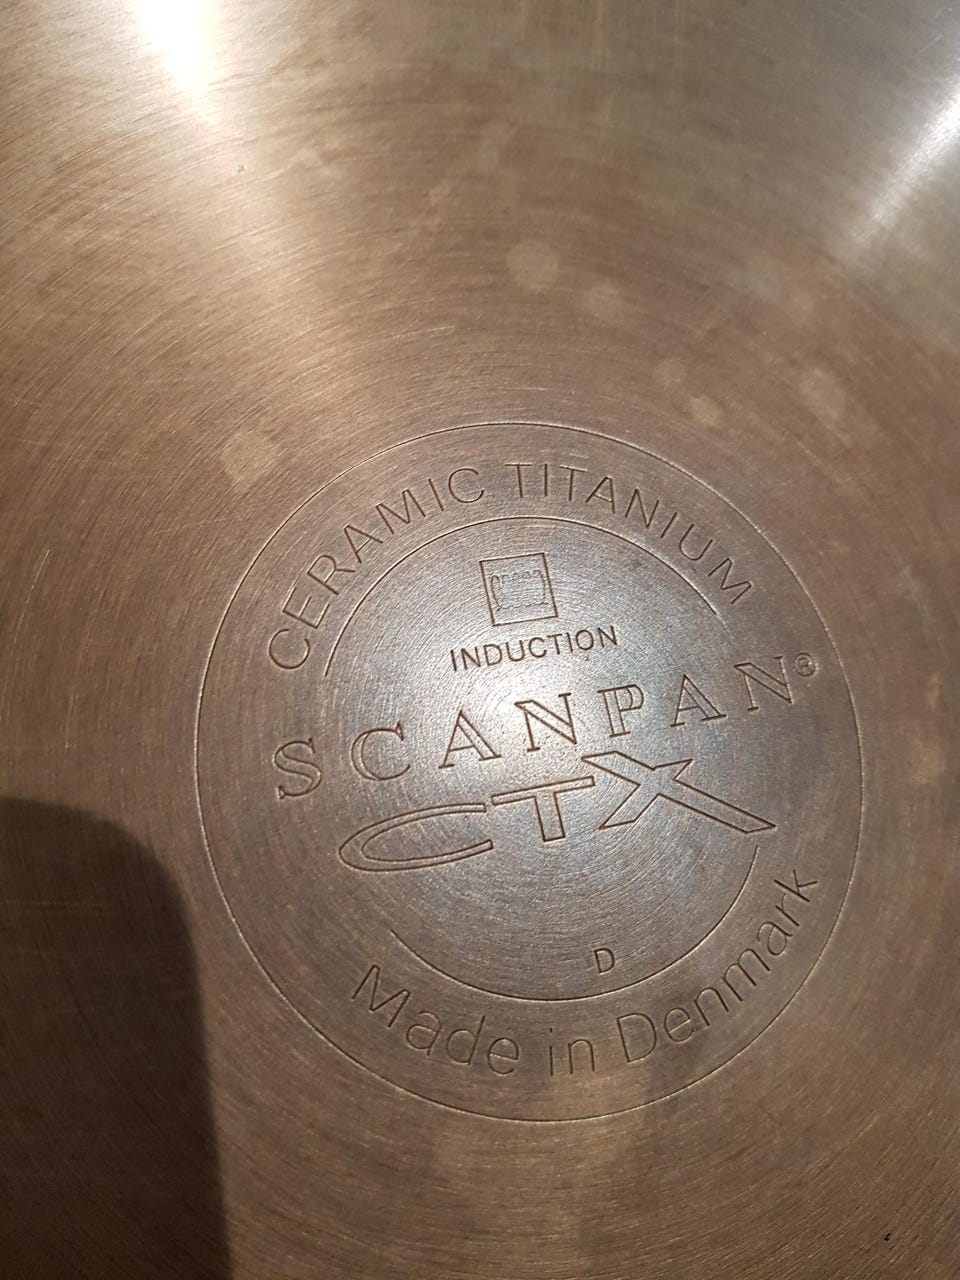 CERAMIC TITANIUM
INDUCTION
SCANPAN®
CTX
D
Made in Denmark